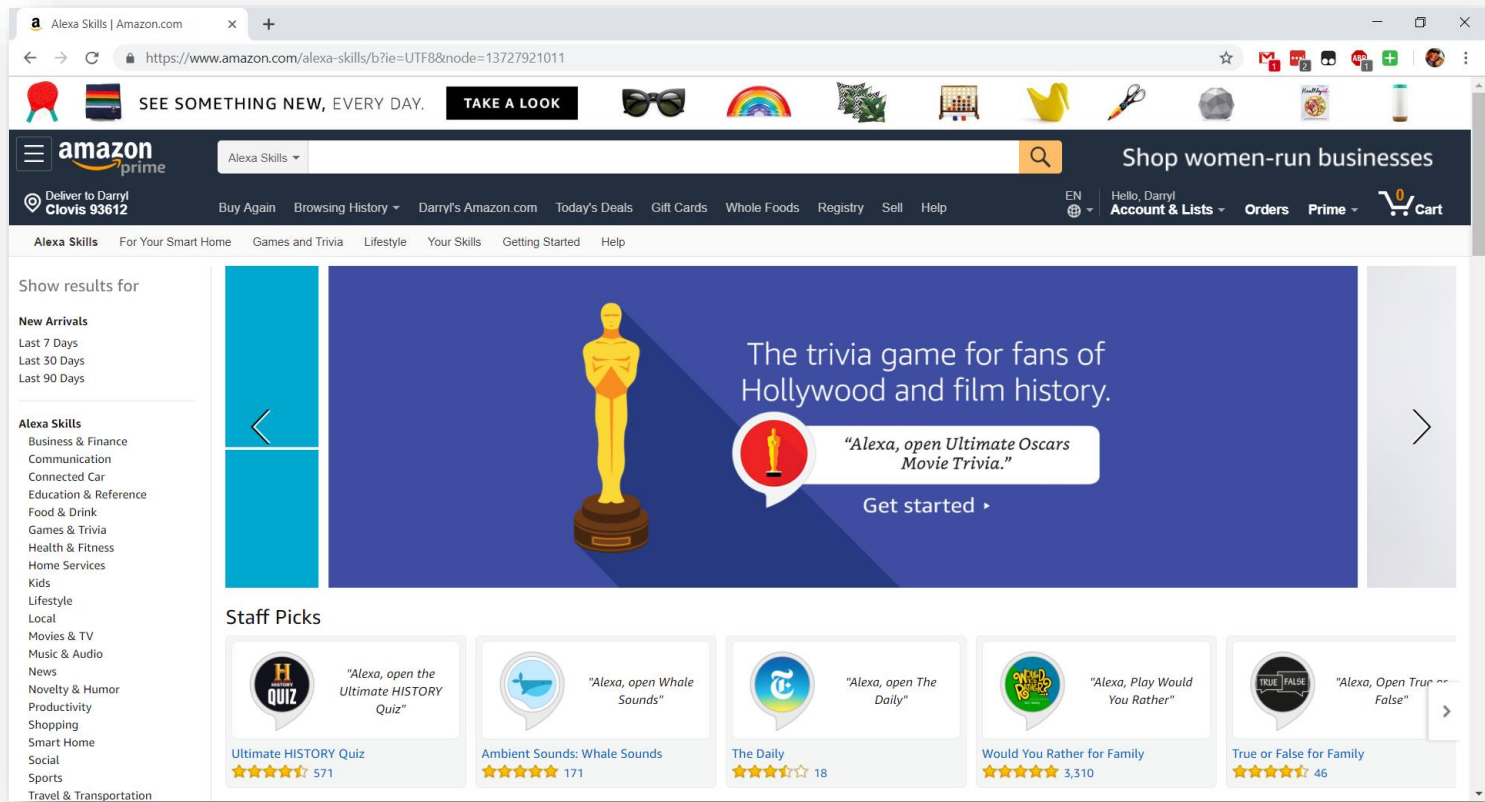 Alexa Skills | Amazon.com
https://www.amazon.com/alexa-skills/b?ie=UTF8&node=13727921011
1
2
ABP
1
SEE SOMETHING NEW, EVERY DAY.
TAKE A LOOK
Healthyish
amazon prime
Alexa Skills
Shop women-run businesses
Deliver to Darryl
Clovis 93612
Buy Again
Browsing History
Darryl's Amazon.com
Today's Deals
Gift Cards
Whole Foods
Registry
Sell
Help
EN
Hello, Darryl
Account & Lists
Orders
Prime
0
Cart
Alexa Skills
For Your Smart Home
Games and Trivia
Lifestyle
Your Skills
Getting Started
Help
Show results for
New Arrivals
Last 7 Days
Last 30 Days
Last 90 Days
Alexa Skills
Business & Finance
Communication
Connected Car
Education & Reference
Food & Drink
Games & Trivia
Health & Fitness
Home Services
Kids
Lifestyle
Local
Movies & TV
Music & Audio
News
Novelty & Humor
Productivity
Shopping
Smart Home
Social
Sports
Travel & Transportation
The trivia game for fans of
Hollywood and film history.
“Alexa, open Ultimate Oscars
Movie Trivia.”
Get started
Staff Picks
H
HISTORY
QUIZ
"Alexa, open the
Ultimate HISTORY
Quiz"
Ultimate HISTORY Quiz
571
"Alexa, open Whale
Sounds"
Ambient Sounds: Whale Sounds
171
"Alexa, open The
Daily"
The Daily
18
WOULD YOU RATHER?
"Alexa, Play Would
You Rather"
Would You Rather for Family
3,310
TRUE FALSE
"Alexa, Open True or
False"
True or False for Family
46